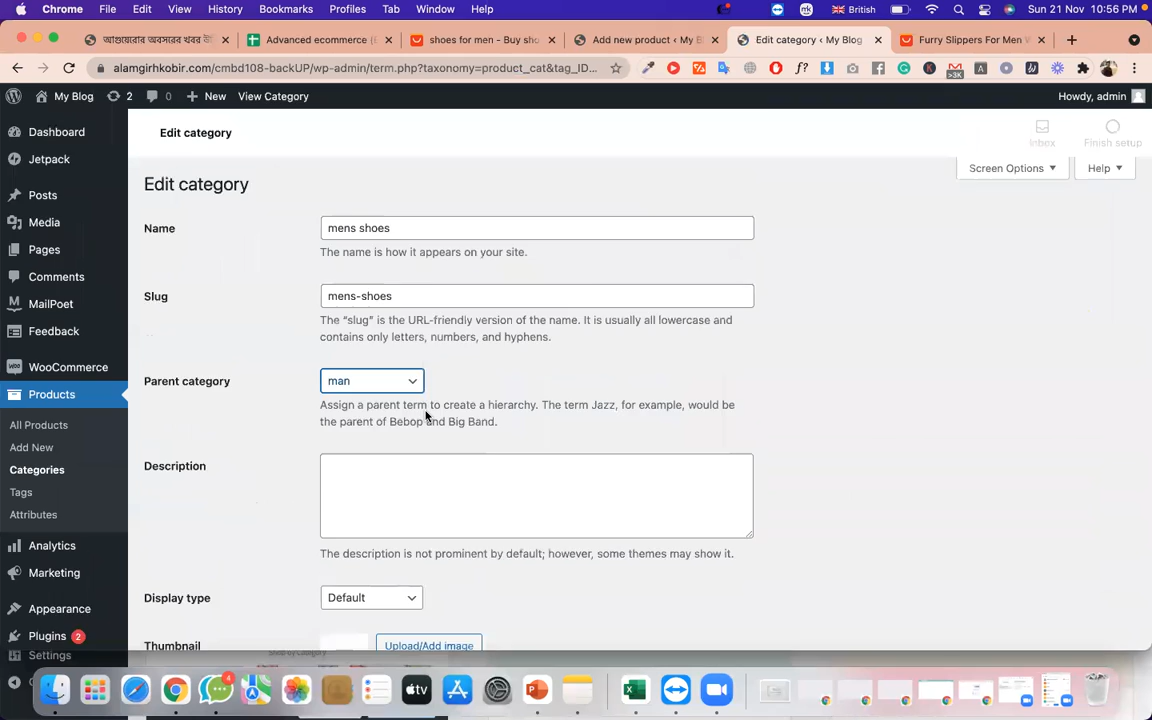 Chrome File Edit View History Bookmarks Profiles Tab Window Help British Sun 21 Nov 10:56 PM
Advanced ecommerce ( × shoes for men - Buy sho × Add new product ‹ My B × Edit category ‹ My Blog × Furry Slippers For Men W ×
alamgirhkobir.com/cmbd108-backUP/wp-admin/term.php?taxonomy=product_cat&tag_ID...
>3K
f?
My Blog 2 0 New View Category Howdy, admin
Dashboard
Jetpack
Posts
Media
Pages
Comments
MailPoet
Feedback
WooCommerce
Products
All Products
Add New
Categories
Tags
Attributes
Analytics
Marketing
Appearance
Plugins 2
Settings
Edit category
Inbox
Finish setup
Screen Options
Help
Edit category
Name
mens shoes
The name is how it appears on your site.
Slug
mens-shoes
The “slug” is the URL-friendly version of the name. It is usually all lowercase and
contains only letters, numbers, and hyphens.
Parent category
man
Assign a parent term to create a hierarchy. The term Jazz, for example, would be
the parent of Bebop and Big Band.
Description
The description is not prominent by default; however, some themes may show it.
Display type
Default
Thumbnail
Upload/Add image
4
tv